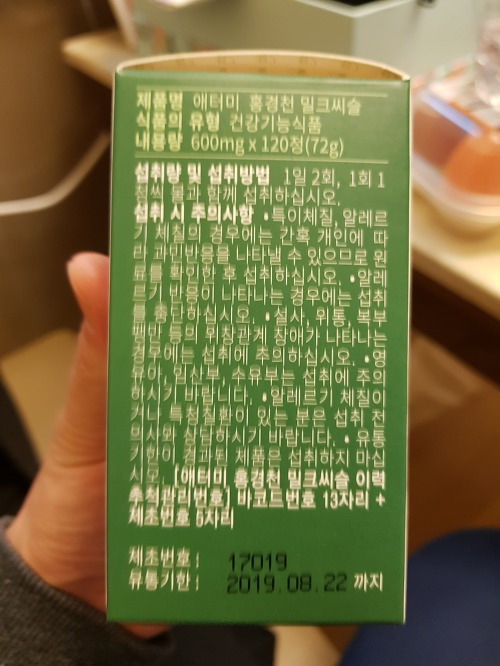 제품명 애터미 홍경천 밀크씨슬
식품의 유형 건강기능식품
내용량 600mg x 120정(72g)
섭취량 및 섭취방법 1일 2회, 1회 1
정씩 물과 함께 섭취하십시오.
섭취 시 주의사항 •특이체질, 알레르
기 체질의 경우에는 간혹 개인에 따
라 과민반응을 나타낼 수 있으므로 원
료를 확인한 후 섭취하십시오. •알레
르기 반응이 나타나는 경우에는 섭취
를 중단하십시오. •설사, 위통, 복부
팽만 등의 위장관계 장애가 나타나는
경우에는 섭취에 주의하십시오. •영
유아, 임산부, 수유부는 섭취에 주의
하시기 바랍니다. •알레르기 체질이
거나 특정질환이 있는 분은 섭취 전
의사와 상담하시기 바랍니다. •유통
기한이 경과된 제품은 섭취하지 마십
시오. [애터미 홍경천 밀크씨슬 이력
추적관리번호] 바코드번호 13자리 +
제조번호 5자리
제조번호 : 17019
유통기한 : 2019.08.22 까지